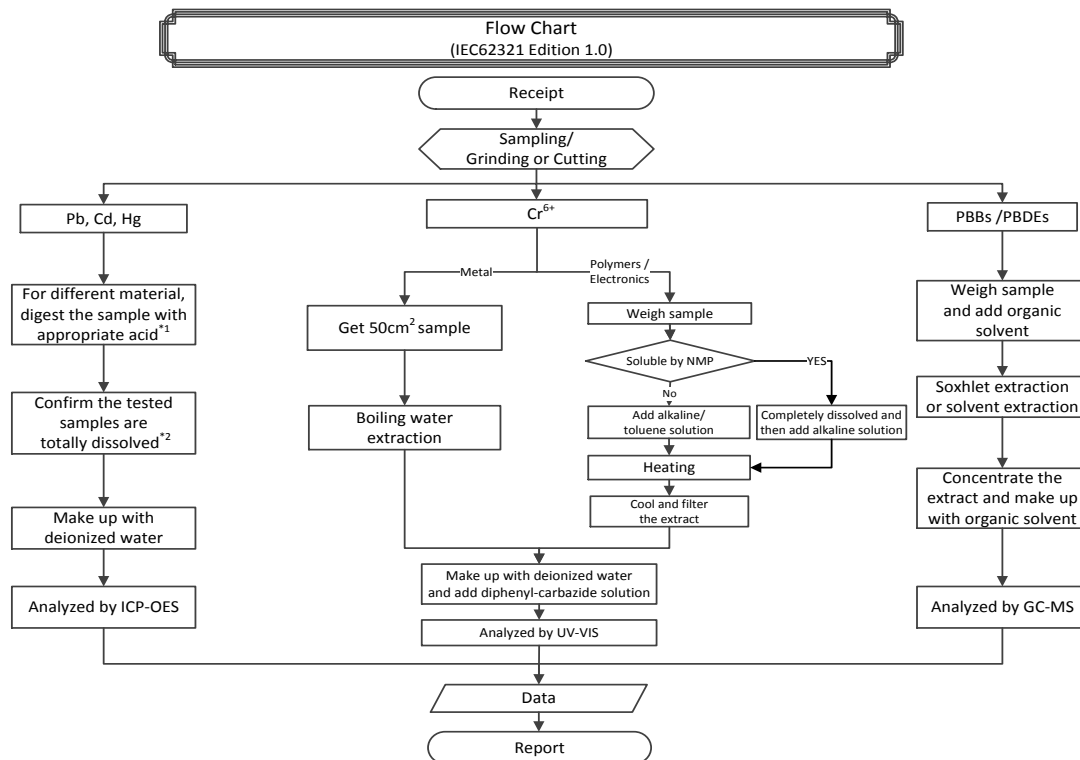 Flow Chart
(IEC62321 Edition 1.0)
Receipt
Sampling/
Grinding or Cutting
Pb, Cd, Hg
For different material,
digest the sample with
appropriate acid*1
Confirm the tested
samples are
totally dissolved*2
Make up with
deionized water
Analyzed by ICP-OES
Cr6+
Metal
Get 50cm2 sample
Boiling water
extraction
Polymers /
Electronics
Weigh sample
Soluble by NMP
YES
No
Add alkaline/
toluene solution
Completely dissolved and
then add alkaline solution
Heating
Cool and filter
the extract
Make up with deionized water
and add diphenyl-carbazide solution
Analyzed by UV-VIS
PBBs /PBDEs
Weigh sample
and add organic
solvent
Soxhlet extraction
or solvent extraction
Concentrate the
extract and make up
with organic solvent
Analyzed by GC-MS
Data
Report